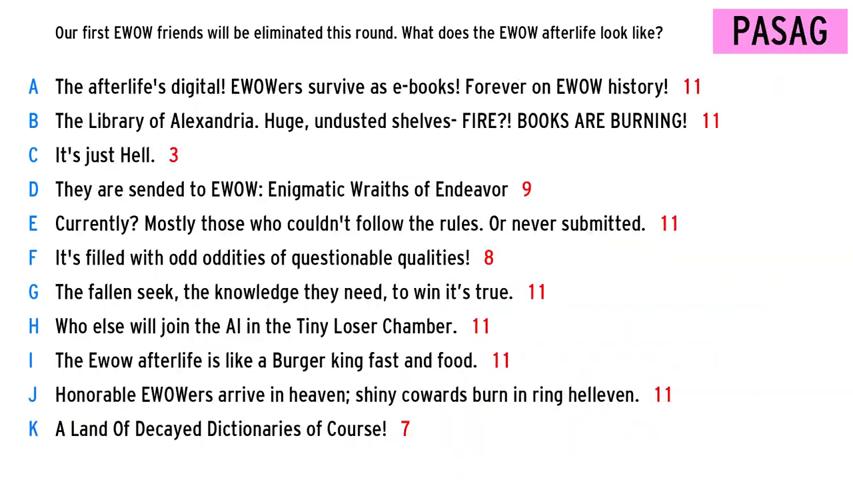 Our first EWOW friends will be eliminated this round. What does the EWOW afterlife look like?
PASAG
A The afterlife's digital! EWOWers survive as e-books! Forever on EWOW history! 11
B The Library of Alexandria. Huge, undusted shelves- FIRE?! BOOKS ARE BURNING! 11
C It's just Hell. 3
D They are sended to EWOW: Enigmatic Wraiths of Endeavor 9
E Currently? Mostly those who couldn't follow the rules. Or never submitted. 11
F It's filled with odd oddities of questionable qualities! 8
G The fallen seek, the knowledge they need, to win it’s true. 11
H Who else will join the AI in the Tiny Loser Chamber. 11
I The Ewow afterlife is like a Burger king fast and food. 11
J Honorable EWOWers arrive in heaven; shiny cowards burn in ring helleven. 11
K A Land Of Decayed Dictionaries of Course! 7